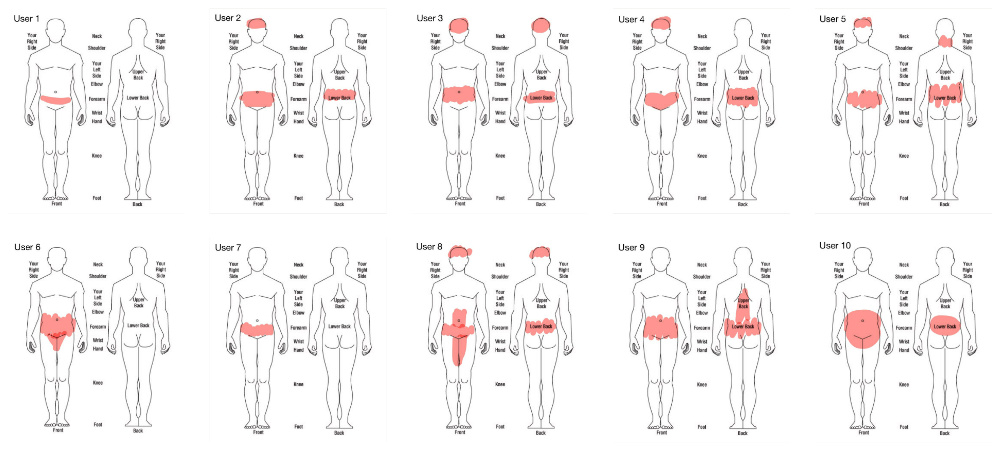 User 1
Your
Right
Side
Neck
Shoulder
Your
Left
Side
Elbow
Forearm
Wrist
Hand
Knee
Foot
Front
Your
Right
Side
Upper
Back
Lower Back
Back
User 2
Your
Right
Side
Neck
Shoulder
Your
Left
Side
Elbow
Forearm
Wrist
Hand
Knee
Foot
Front
Your
Right
Side
Upper
Back
Lower Back
Back
User 3
Your
Right
Side
Neck
Shoulder
Your
Left
Side
Elbow
Forearm
Wrist
Hand
Knee
Foot
Front
Your
Right
Side
Upper
Back
Lower Back
Back
User 4
Your
Right
Side
Neck
Shoulder
Your
Left
Side
Elbow
Forearm
Wrist
Hand
Knee
Foot
Front
Your
Right
Side
Upper
Back
Lower Back
Back
User 5
Your
Right
Side
Neck
Shoulder
Your
Left
Side
Elbow
Forearm
Wrist
Hand
Knee
Foot
Front
Your
Right
Side
Upper
Back
Lower Back
Back
User 6
Your
Right
Side
Neck
Shoulder
Your
Left
Side
Elbow
Forearm
Wrist
Hand
Knee
Foot
Front
Your
Right
Side
Upper
Back
Lower Back
Back
User 7
Your
Right
Side
Neck
Shoulder
Your
Left
Side
Elbow
Forearm
Wrist
Hand
Knee
Foot
Front
Your
Right
Side
Upper
Back
Lower Back
Back
User 8
Your
Right
Side
Neck
Shoulder
Your
Left
Side
Elbow
Forearm
Wrist
Hand
Knee
Foot
Front
Your
Right
Side
Upper
Back
Lower Back
Back
User 9
Your
Right
Side
Neck
Shoulder
Your
Left
Side
Elbow
Forearm
Wrist
Hand
Knee
Foot
Front
Your
Right
Side
Upper
Back
Lower Back
Back
User 10
Your
Right
Side
Neck
Shoulder
Your
Left
Side
Elbow
Forearm
Wrist
Hand
Knee
Foot
Front
Your
Right
Side
Upper
Back
Lower Back
Back